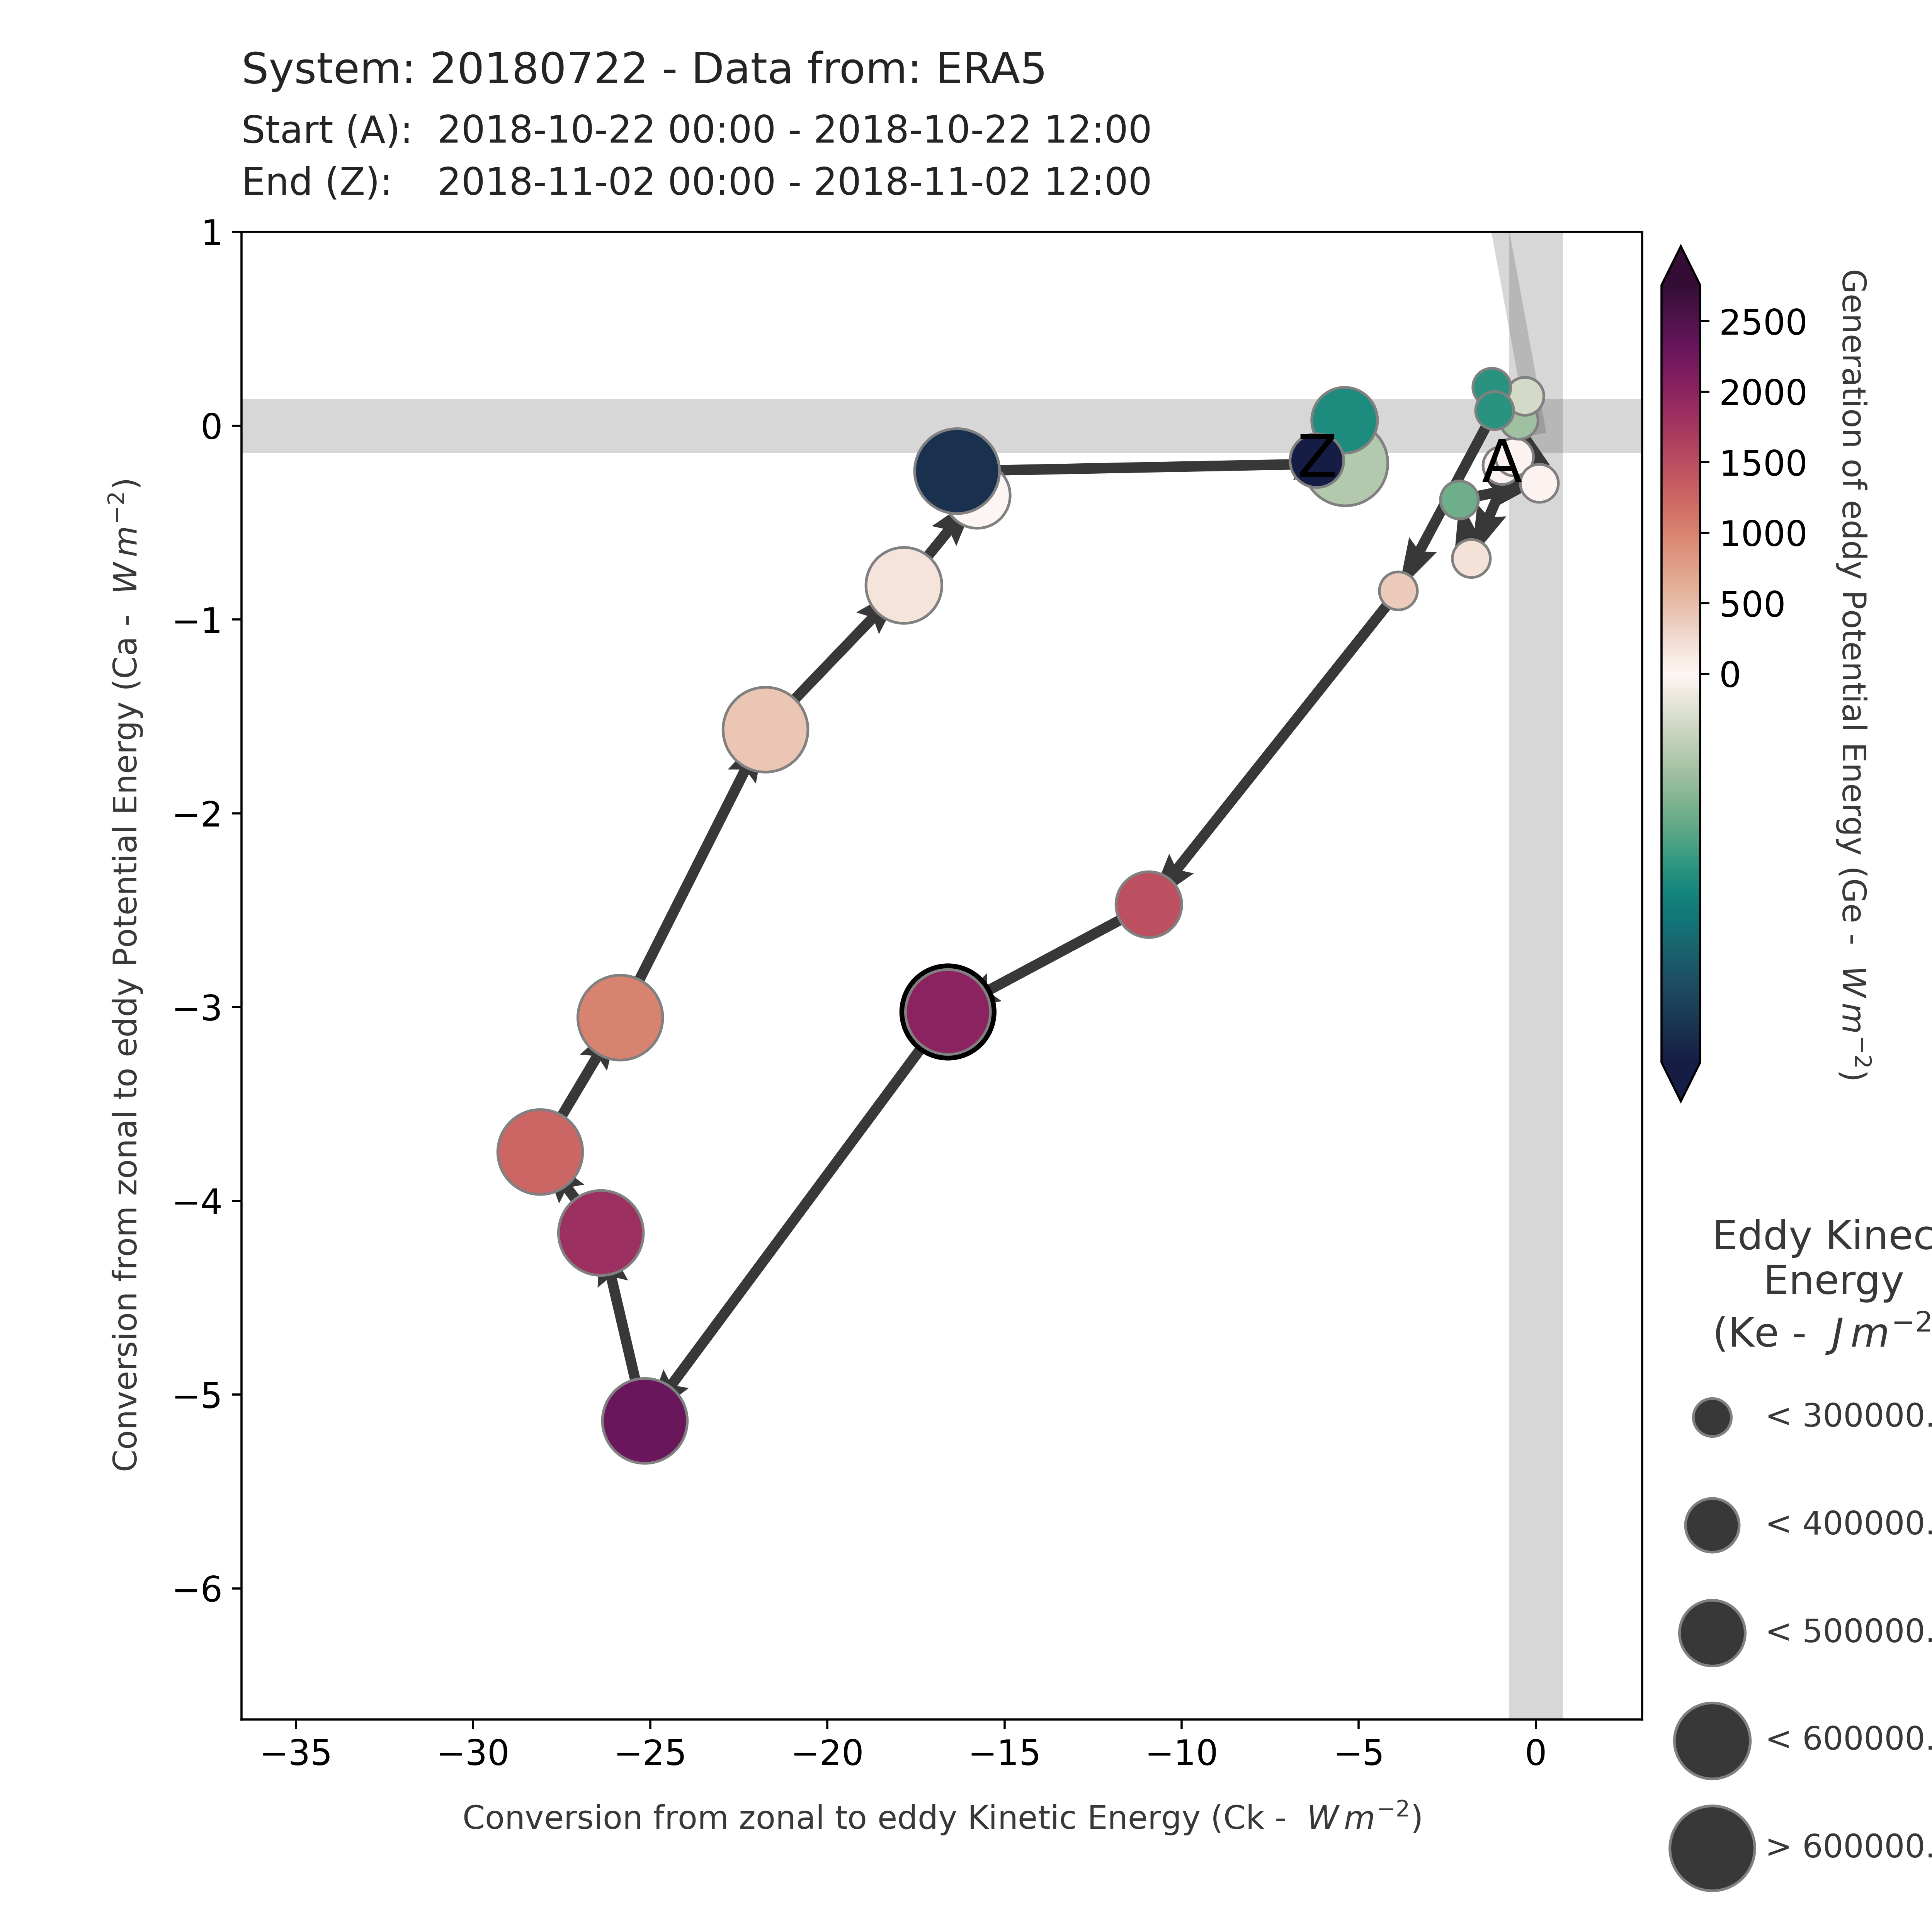 System: 20180722 - Data from: ERA5
Start (A): 2018-10-22 00:00 - 2018-10-22 12:00
End (Z): 2018-11-02 00:00 - 2018-11-02 12:00
1
0
−1
−2
−3
−4
−5
−6
Conversion from zonal to eddy Potential Energy (Ca - W m⁻²)
Z
A
−35
−30
−25
−20
−15
−10
−5
0
Conversion from zonal to eddy Kinetic Energy (Ck - W m⁻²)
2500
2000
1500
1000
500
0
Generation of eddy Potential Energy (Ge - W m⁻²)
Eddy Kinec
Energy
(Ke - J m⁻²
< 300000.
< 400000.
< 500000.
< 600000.
> 600000.